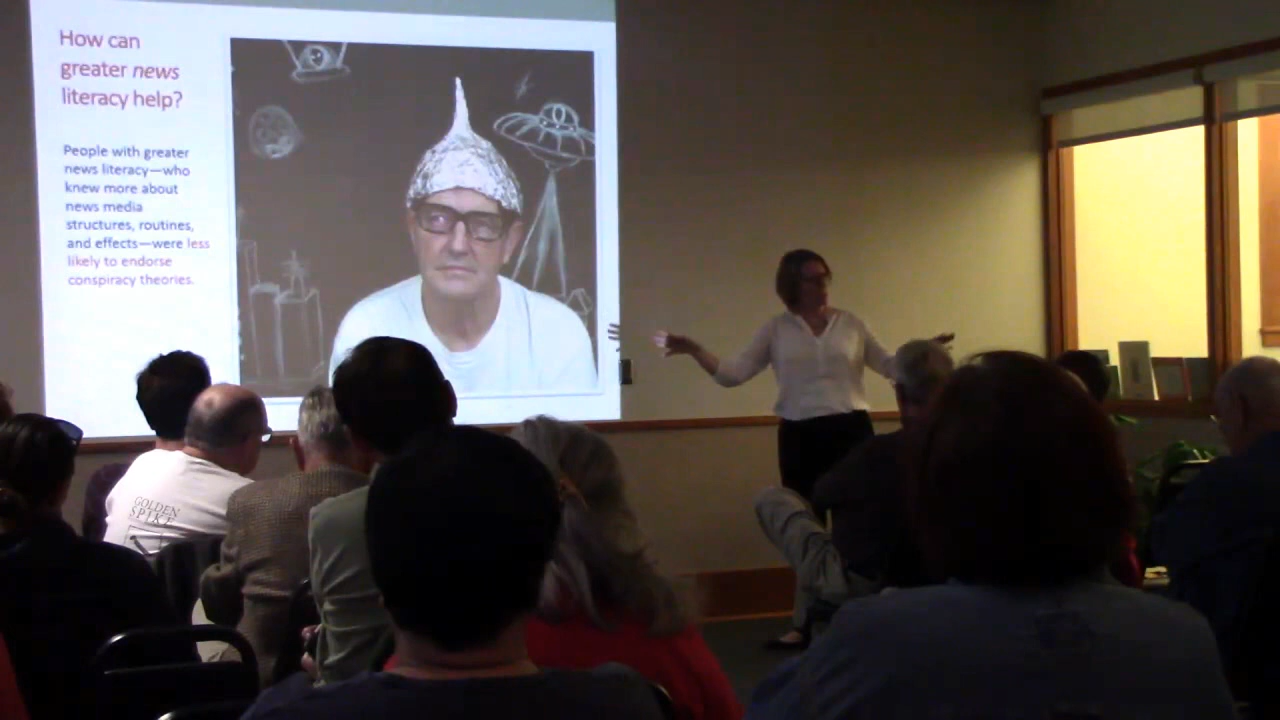 How can
greater news
literacy help?
People with greater
news literacy—who
knew more about
news media
structures, routines,
and effects—were less
likely to endorse
conspiracy theories.
GOLDEN
SPIKE